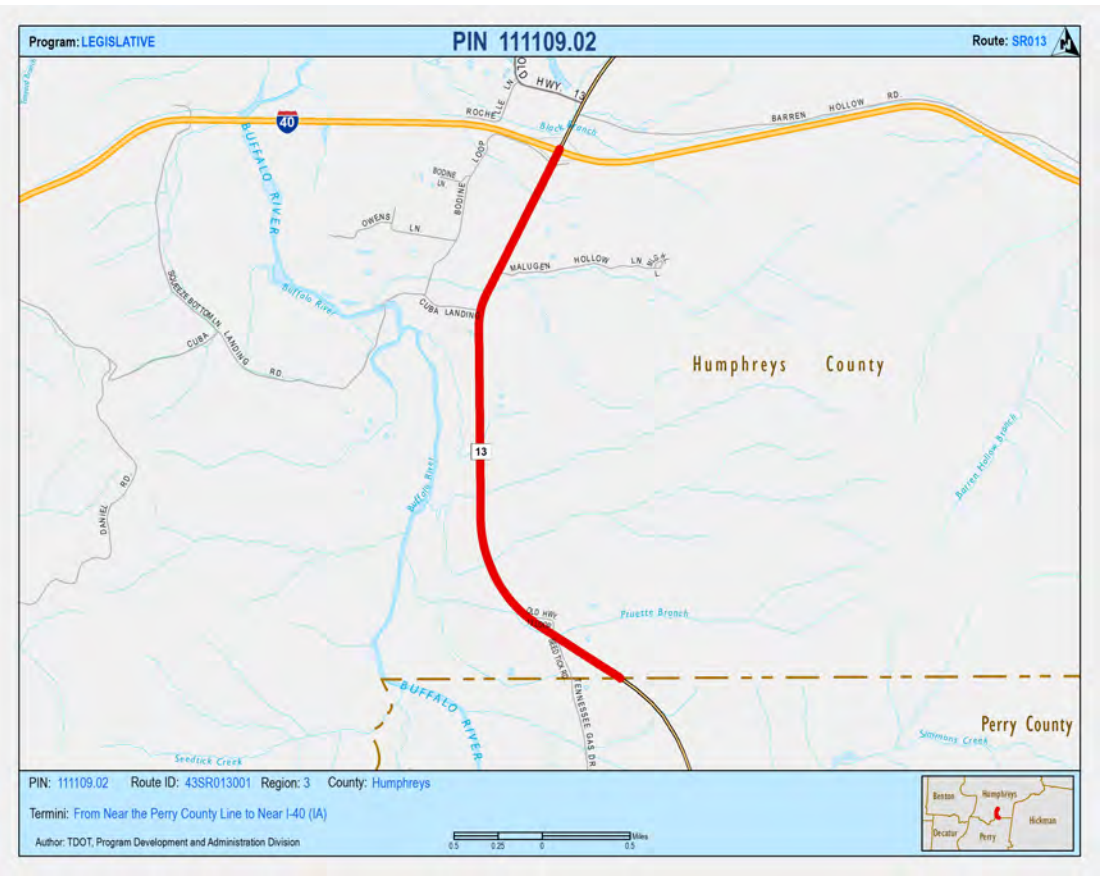 Program: LEGISLATIVE
PIN 111109.02
Route: SR013
N
OLD
HWY. 13
ROCHELLE LN
BARREN HOLLOW RD.
Black Branch
40
BUFFALO RIVER
BODINE LOOP
BODINE
LN
OWENS LN
MALUGEN HOLLOW LN
Buffalo River
CUBA LANDING
SQUEEZEBOTTOM LN
CUBA LANDING RD.
Humphreys County
13
Barren Hollow Branch
Buffalo River
DANIEL RD.
OLD HWY
Pruette Branch
TENNESSEE GAS DR
BUFFALO RIVER
Perry County
Simmons Creek
Seedtick Creek
PIN: 111109.02 Route ID: 43SR013001 Region: 3 County: Humphreys
Termini: From Near the Perry County Line to Near I-40 (IA)
Author: TDOT, Program Development and Administration Division
0.5 0.25 0 0.5
Miles
Benton
Humphreys
Hickman
Decatur
Perry